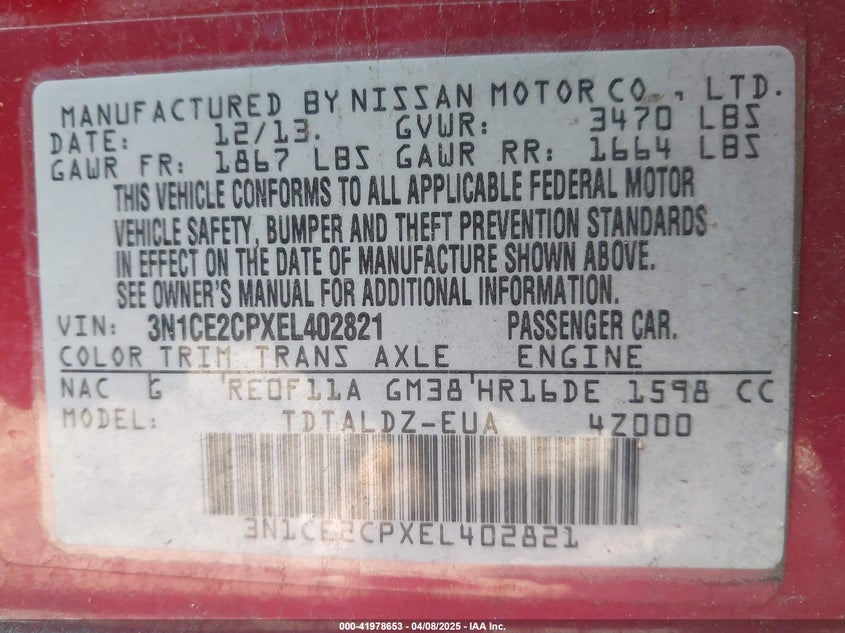 MANUFACTURED BY NISSAN MOTOR CO., LTD.
DATE: 12/13. GVWR: 3470 LBS
GAWR FR: 1867 LBS GAWR RR: 1664 LBS
THIS VEHICLE CONFORMS TO ALL APPLICABLE FEDERAL MOTOR
VEHICLE SAFETY, BUMPER AND THEFT PREVENTION STANDARDS
IN EFFECT ON THE DATE OF MANUFACTURE SHOWN ABOVE.
SEE OWNER'S MANUAL FOR ADDITIONAL INFORMATION.
VIN: 3N1CE2CPXEL402821 PASSENGER CAR.
COLOR TRIM TRANS AXLE ENGINE
NAC G RE0F11A GM38 HR16DE 1598 CC
MODEL: TDTALDZ-EUA 4Z000
3N1CE2CPXEL402821
000-41978653 - 04/08/2025 - IAA Inc.